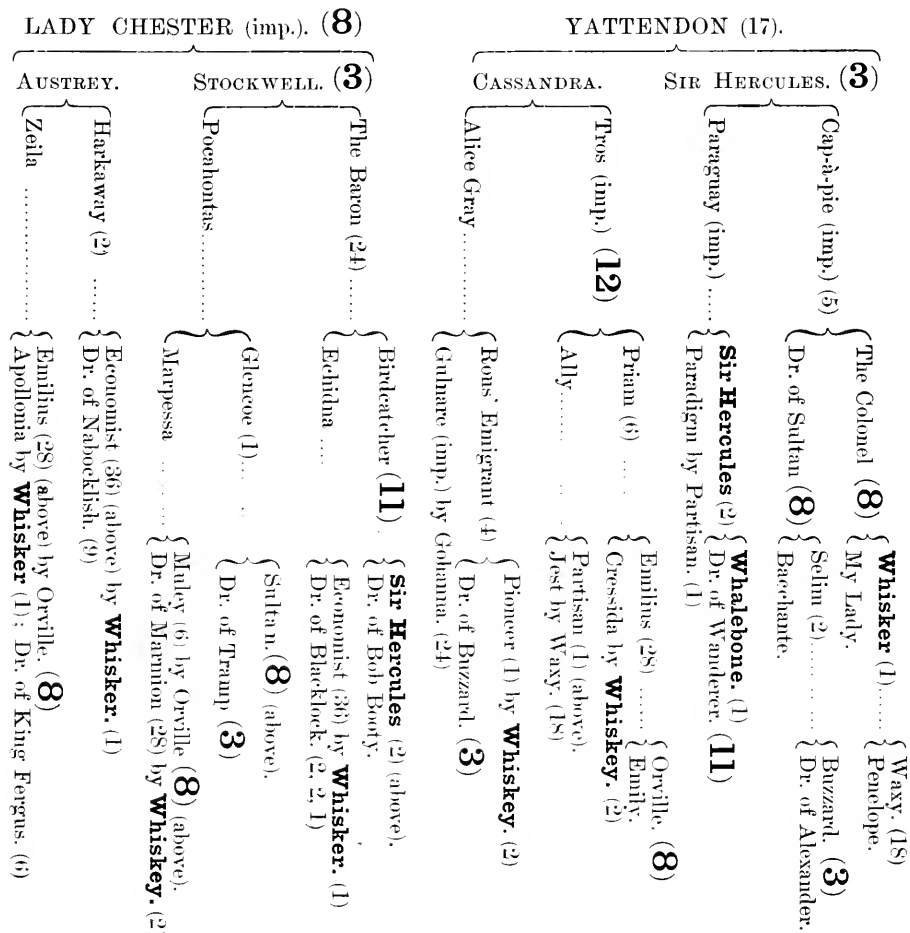 LADY CHESTER (imp.). (8)
YATTENDON (17).
AUSTREY.
STOCKWELL. (3)
CASSANDRA.
SIR HERCULES. (3)
Cap-à-pie (imp.) (5)
Paraguay (imp.) .....
Tros (imp.) (12)
Alice Gray ............
The Baron (24) ......
Pocahontas..........
Harkaway (2) ......
Zeila ..................
The Colonel (8)
Dr. of Sultan (8)
Sir Hercules (2)
Paradigm by Partisan. (1)
Priam (6) ....
Ally...... ..
Rous' Emigrant (4)
Gulnare (imp.) by Gohanna. (24)
Birdcatcher (11) .
Echidna ....
Glencoe (1)... .
Marpessa ......
Economist (36) (above) by Whisker. (1)
Dr. of Nabocklish. (9)
Emilius (28) (above) by Orville. (8)
Apollonia by Whisker (1); Dr. of King Fergus. (6)
Whisker (1)......
My Lady.
Selim (2).........
Bacchante.
Whalebone. (1)
Dr. of Wanderer. (11)
Emilius (28) ......
Cressida by Whiskey. (2)
Partisan (1) (above).
Jest by Waxy. (18)
Pioneer (1) by Whiskey. (2)
Dr. of Buzzard. (3)
Sir Hercules (2) (above).
Dr. of Bob Booty.
Economist (36) by Whisker. (1)
Dr. of Blacklock. (2, 2, 1)
Sultan. (8) (above).
Dr. of Tramp (3)
Muley (6) by Orville (8) (above).
Dr. of Marmion (28) by Whiskey. (2
Waxy. (18)
Penelope.
Buzzard. (3)
Dr. of Alexander.
Orville. (8)
Emily.